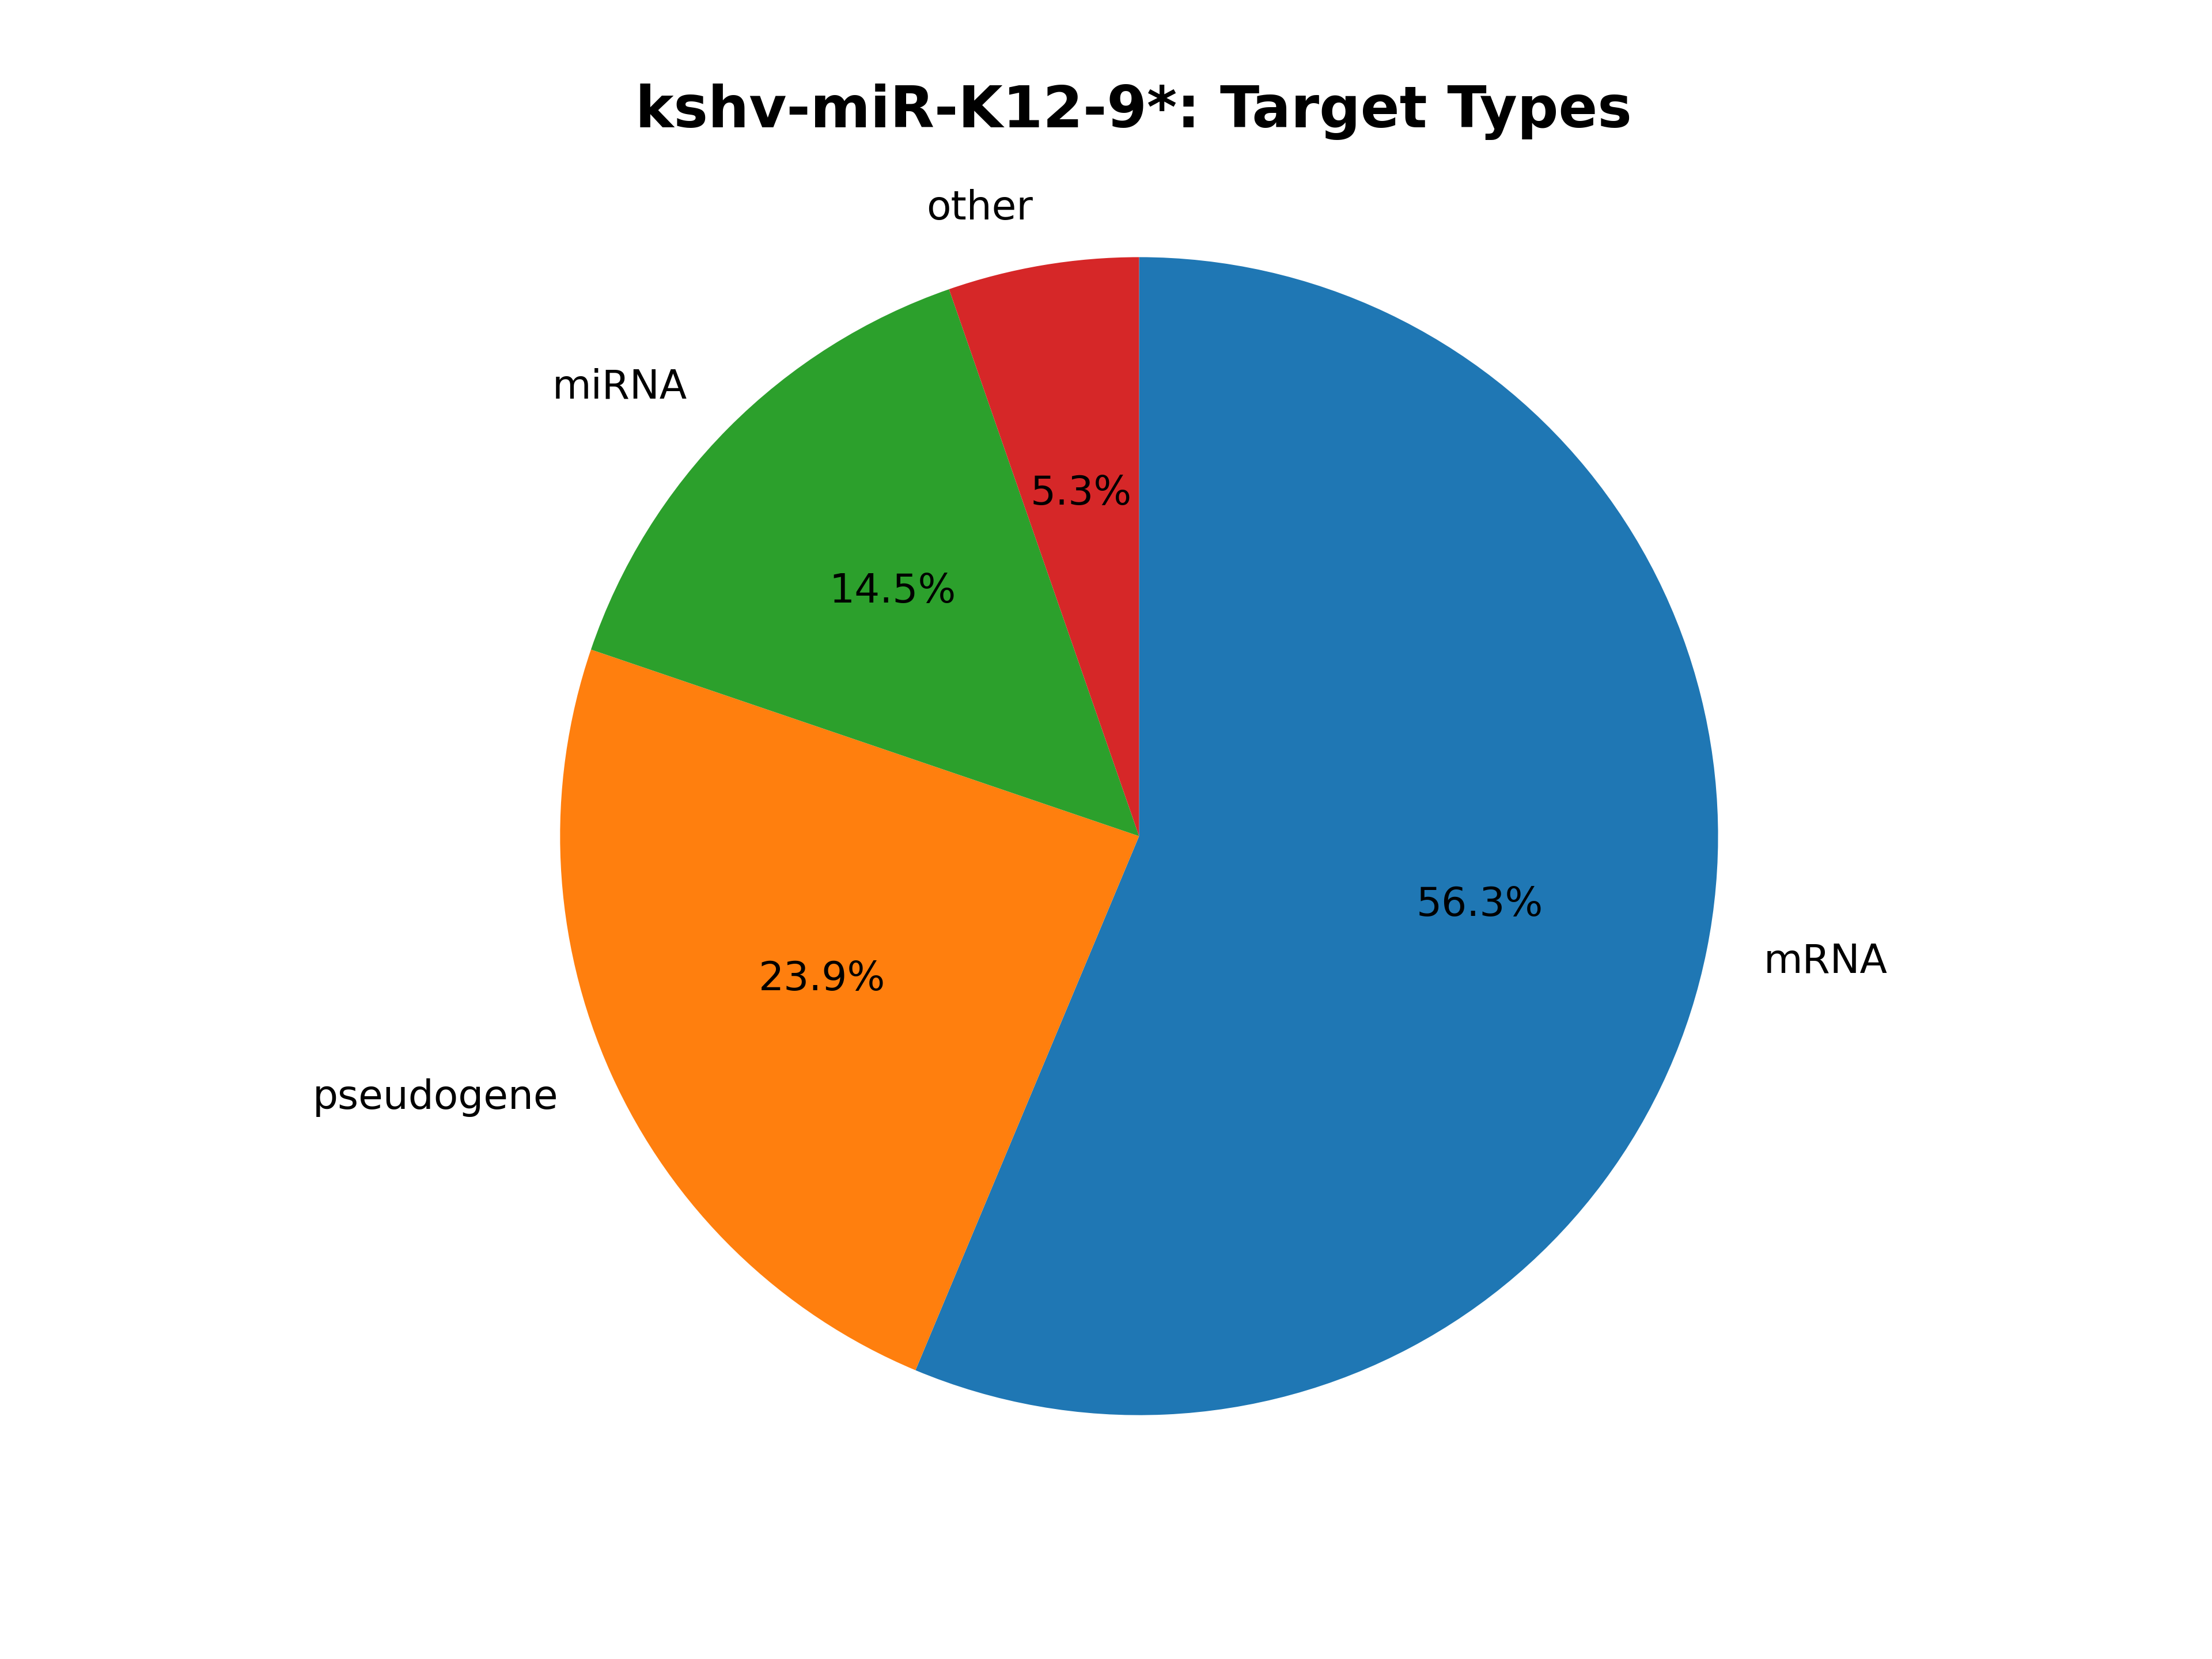 kshv-miR-K12-9*: Target Types
other
miRNA
5.3%
14.5%
56.3%
mRNA
23.9%
pseudogene